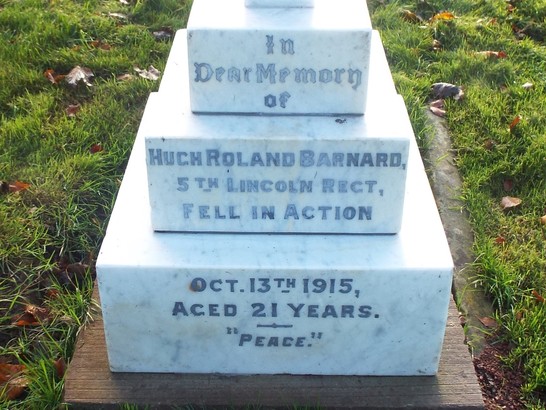 In
Dear Memory
of
HUGH ROLAND BARNARD,
5TH LINCOLN REGT,
FELL IN ACTION
OCT. 13TH 1915,
AGED 21 YEARS.
"PEACE."